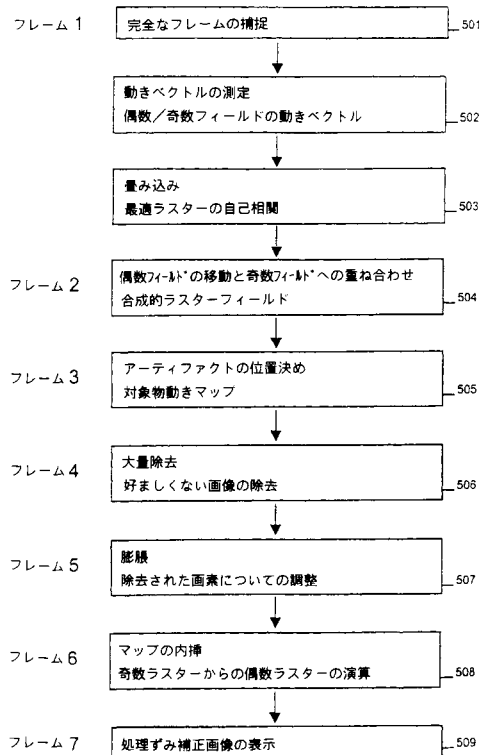 フレーム 1
完全なフレームの捕捉
501
動きベクトルの測定
偶数／奇数フィールドの動きベクトル
502
畳み込み
最適ラスターの自己相関
503
フレーム 2
偶数フィールドの移動と奇数フィールドへの重ね合わせ
合成的ラスターフィールド
504
フレーム 3
アーティファクトの位置決め
対象物動きマップ
505
フレーム 4
大量除去
好ましくない画像の除去
506
フレーム 5
膨脹
除去された画素についての調整
507
フレーム 6
マップの内挿
奇数ラスターからの偶数ラスターの演算
508
フレーム 7
処理ずみ補正画像の表示
509